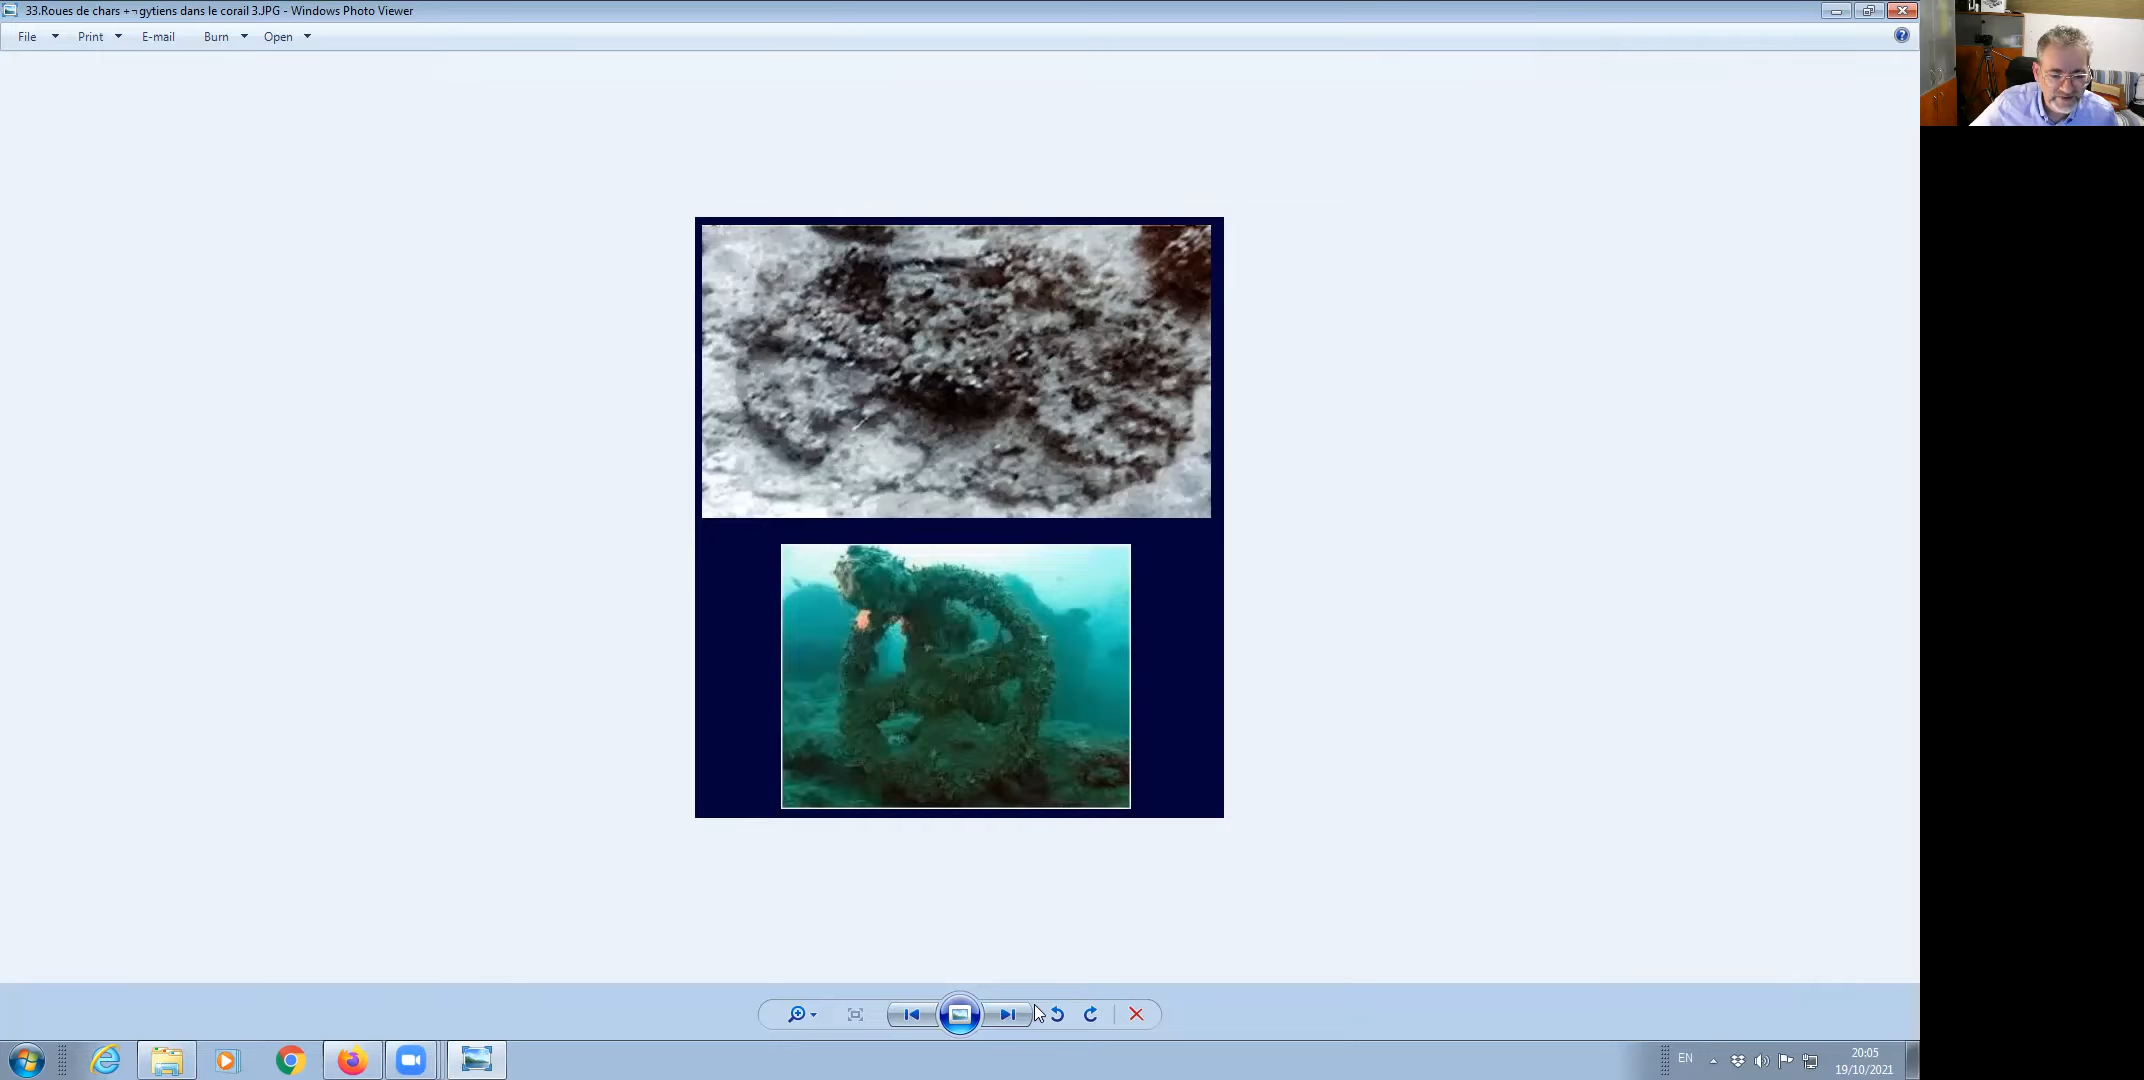 33.Roues de chars +¬gytiens dans le corail 3.JPG - Windows Photo Viewer
File Print E-mail Burn Open
EN
20:05
19/10/2021